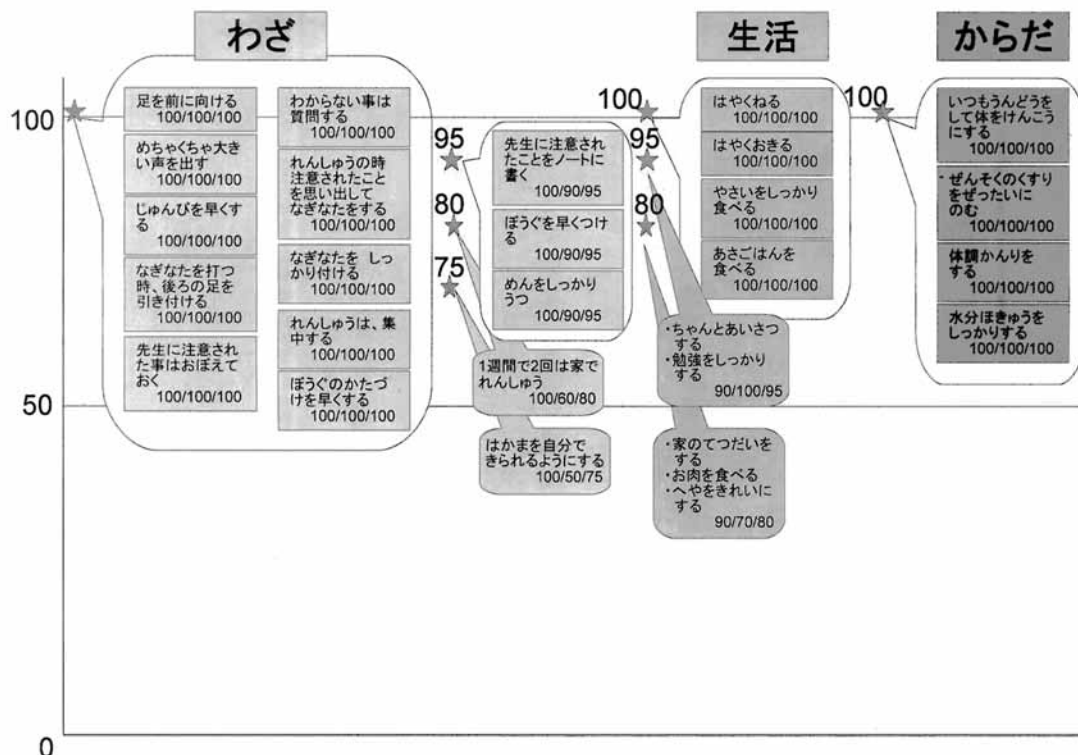 わざ
生活
からだ
100
50
0
足を前に向ける
100/100/100
めちゃくちゃ大き
い声を出す
100/100/100
じゅんびを早くす
る
100/100/100
なぎなたを打つ
時、後ろの足を
引き付ける
100/100/100
先生に注意され
た事はおぼえて
おく
100/100/100
わからない事は
質問する
100/100/100
れんしゅうの時
注意されたこと
を思い出して
なぎなたをする
100/100/100
なぎなたを しっ
かり付ける
100/100/100
れんしゅうは、集
中する
100/100/100
ぼうぐのかたづ
けを早くする
100/100/100
95
80
75
先生に注意され
たことをノートに
書く
100/90/95
ぼうぐを早くつけ
る
100/90/95
めんをしっかり
うつ
100/90/95
1週間で2回は家で
れんしゅう
100/60/80
はかまを自分で
きられるようにする
100/50/75
100
95
80
はやくねる
100/100/100
はやくおきる
100/100/100
やさいをしっかり
食べる
100/100/100
あさごはんを
食べる
100/100/100
・ちゃんとあいさつ
する
・勉強をしっかり
する
90/100/95
・家のてつだいを
する
・お肉を食べる
・へやをきれいに
する
90/70/80
100
いつもうんどうを
して体をけんこう
にする
100/100/100
・ぜんそくのくすり
をぜったいに
のむ
100/100/100
体調かんりを
する
100/100/100
水分ほきゅうを
しっかりする
100/100/100